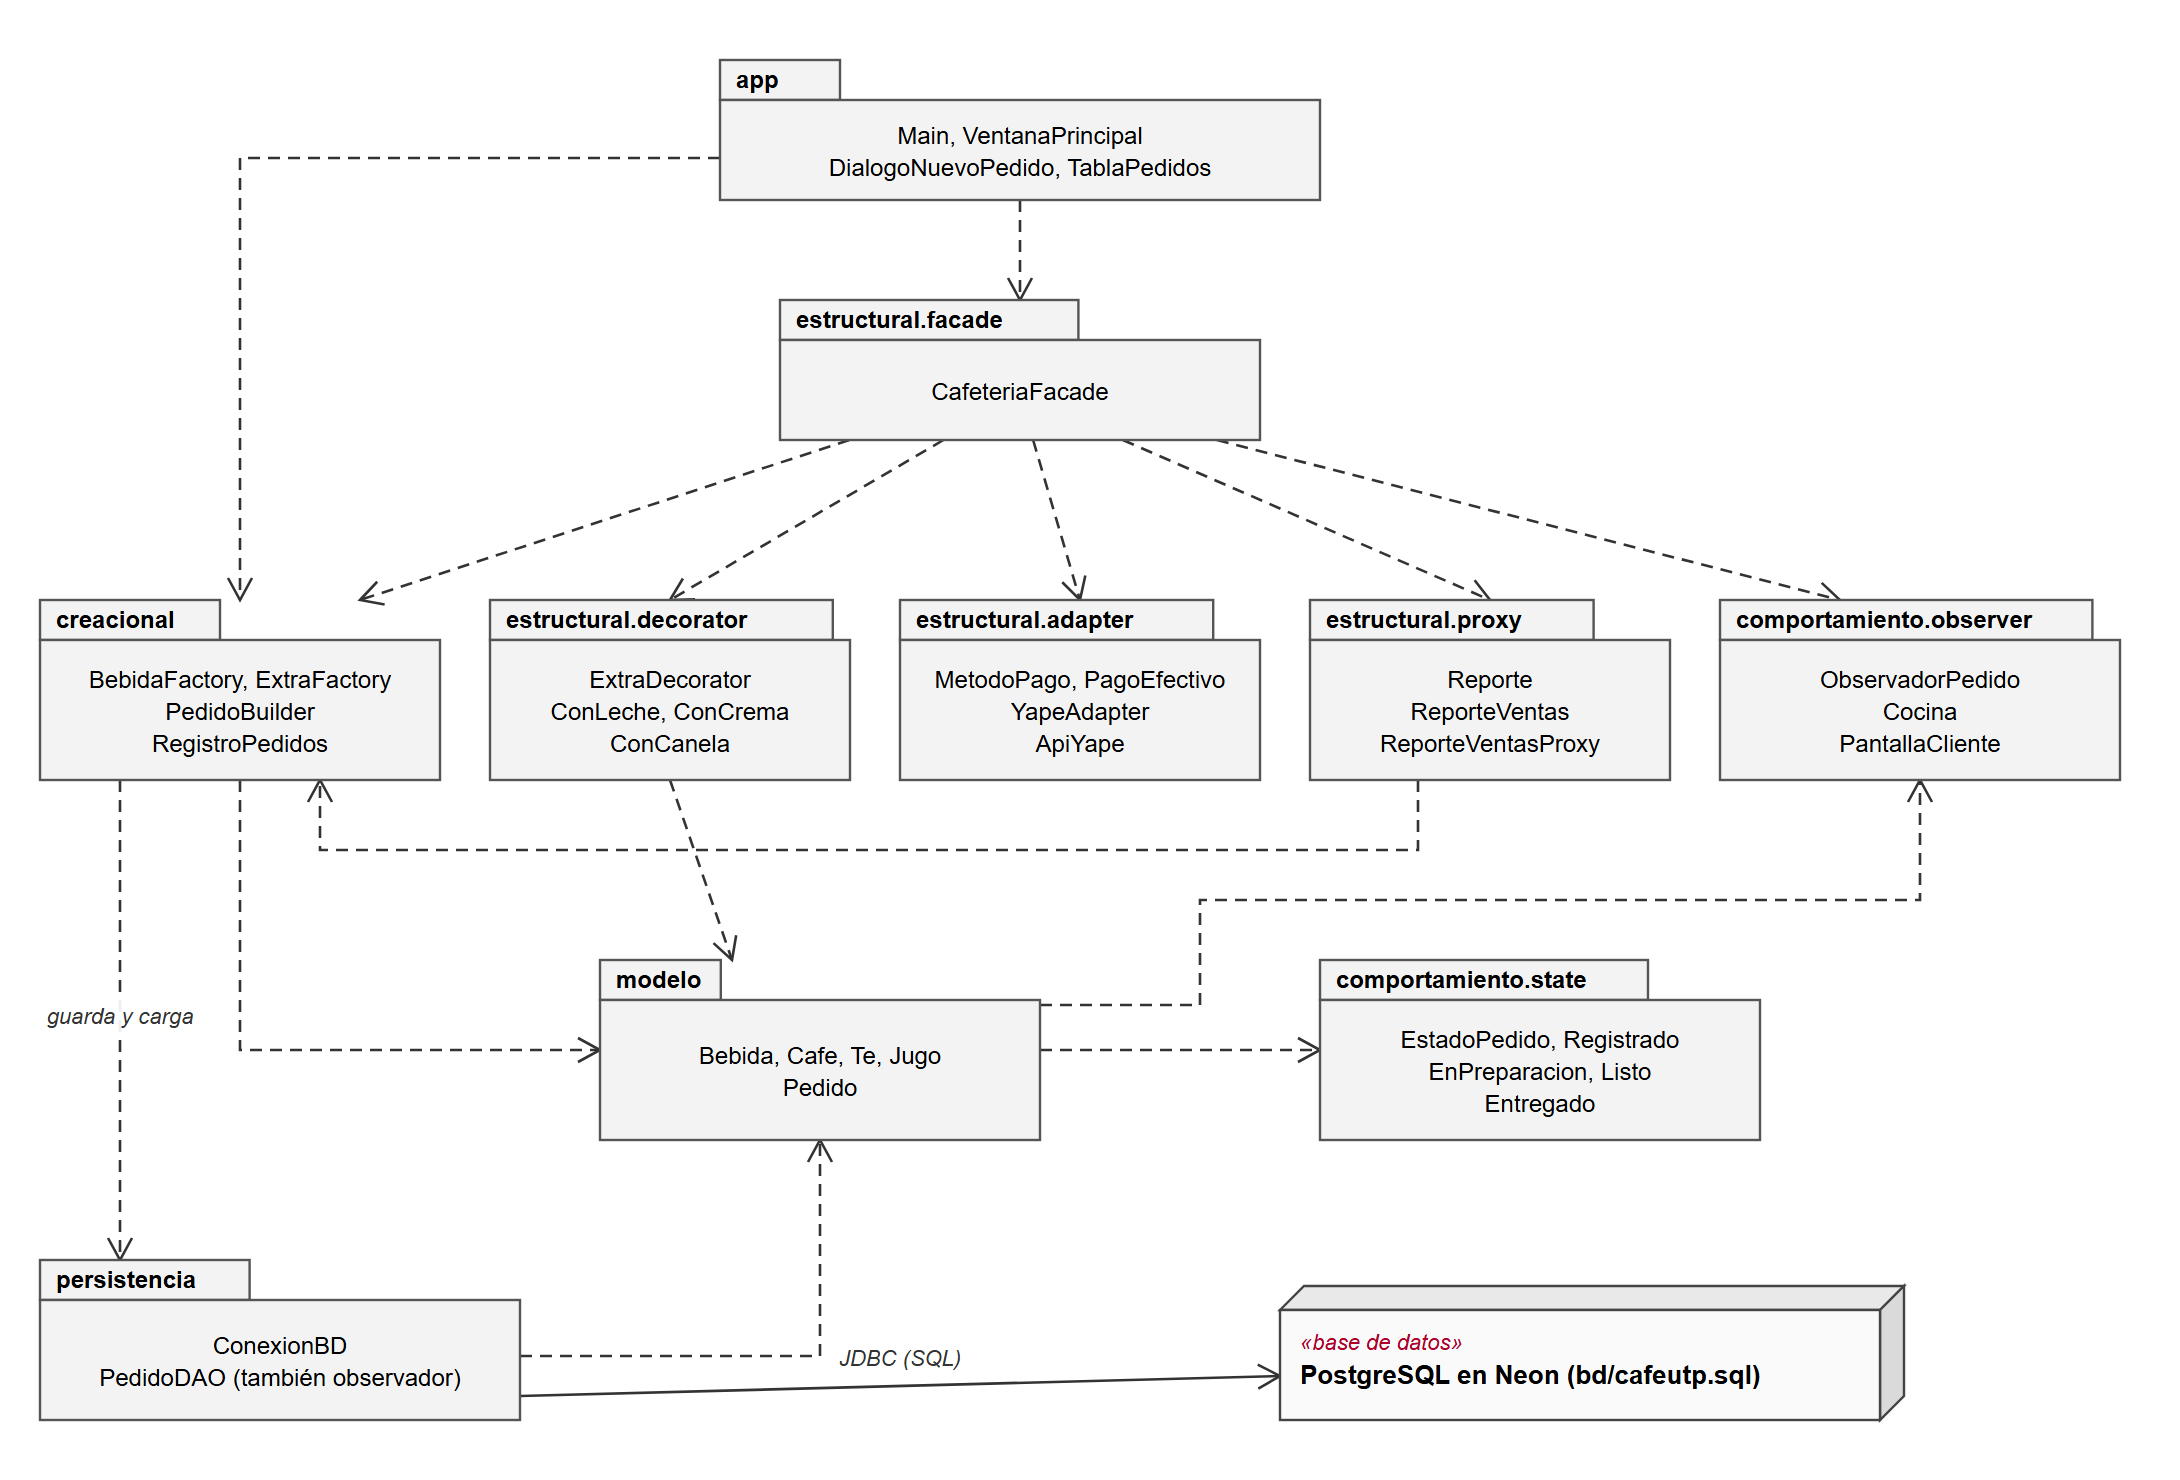 app
Main, VentanaPrincipal
DialogoNuevoPedido, TablaPedidos
estructural.facade
CafeteriaFacade
creacional
BebidaFactory, ExtraFactory
PedidoBuilder
RegistroPedidos
estructural.decorator
ExtraDecorator
ConLeche, ConCrema
ConCanela
estructural.adapter
MetodoPago, PagoEfectivo
YapeAdapter
ApiYape
estructural.proxy
Reporte
ReporteVentas
ReporteVentasProxy
comportamiento.observer
ObservadorPedido
Cocina
PantallaCliente
guarda y carga
modelo
Bebida, Cafe, Te, Jugo
Pedido
comportamiento.state
EstadoPedido, Registrado
EnPreparacion, Listo
Entregado
persistencia
ConexionBD
PedidoDAO (también observador)
JDBC (SQL)
«base de datos»
PostgreSQL en Neon (bd/cafeutp.sql)